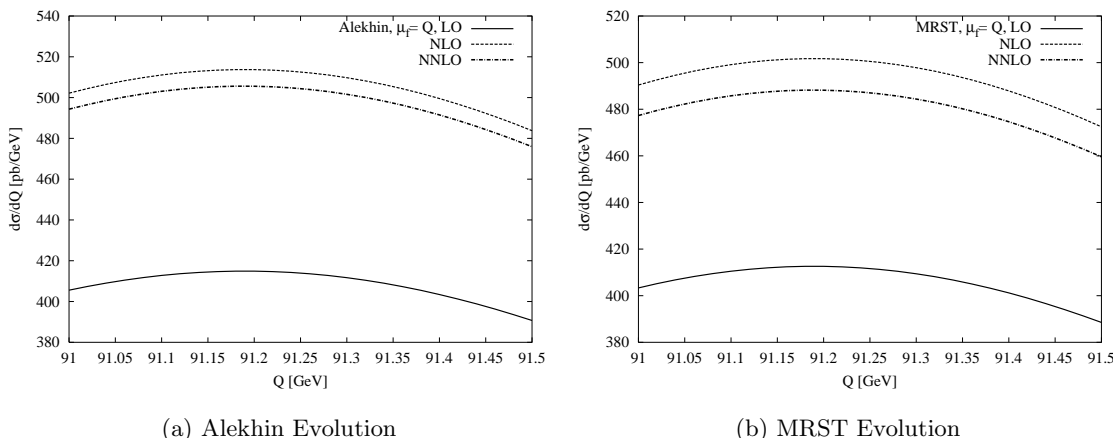 540
520
500
480
460
440
420
400
380
dσ/dQ [pb/GeV]
Alekhin, μf= Q, LO
NLO
NNLO
91 91.05 91.1 91.15 91.2 91.25 91.3 91.35 91.4 91.45 91.5
Q [GeV]
(a) Alekhin Evolution
520
500
480
460
440
420
400
380
dσ/dQ [pb/GeV]
MRST, μf= Q, LO
NLO
NNLO
91 91.05 91.1 91.15 91.2 91.25 91.3 91.35 91.4 91.45 91.5
Q [GeV]
(b) MRST Evolution